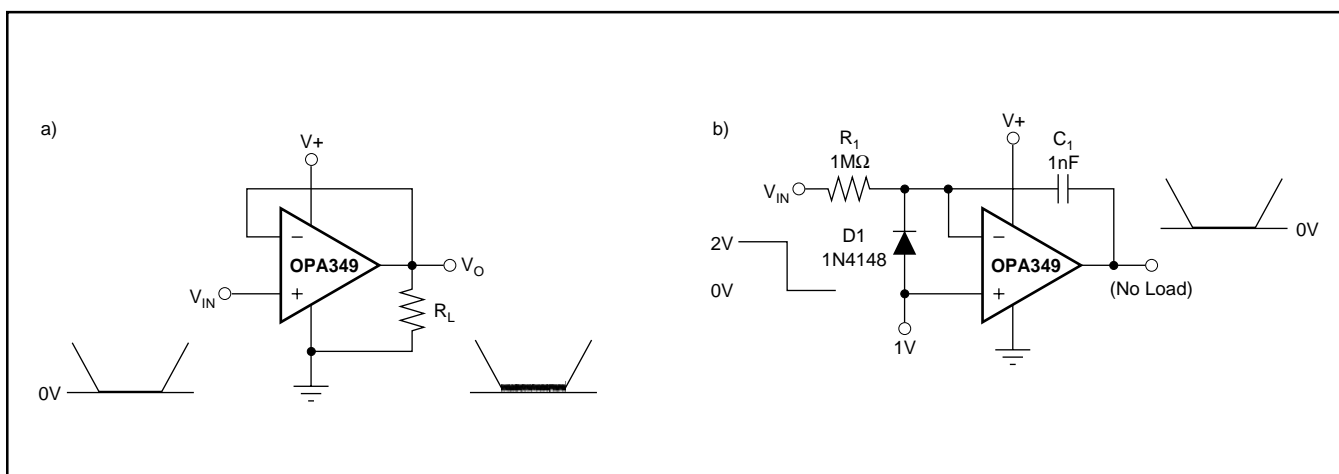 a)
V+
−
OPA349
+
V_IN
V_O
R_L
0V
b)
R_1
1MΩ
V+
C_1
1nF
V_IN
2V
0V
D1
1N4148
−
OPA349
+
1V
(No Load)
0V